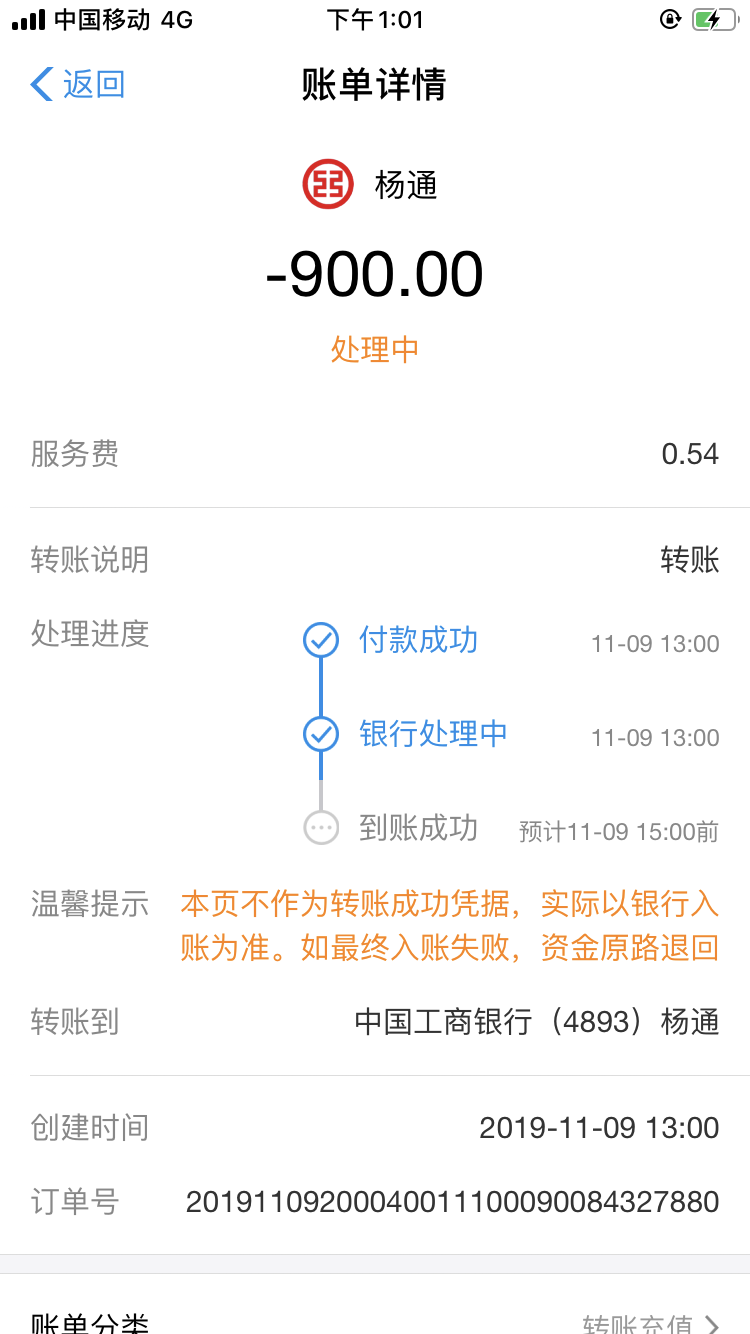 中国移动 4G 下午1:01
返回 账单详情
杨通
-900.00
处理中
服务费 0.54
转账说明 转账
处理进度 付款成功 11-09 13:00
银行处理中 11-09 13:00
到账成功 预计11-09 15:00前
温馨提示 本页不作为转账成功凭据，实际以银行入
账为准。如最终入账失败，资金原路退回
转账到 中国工商银行（4893）杨通
创建时间 2019-11-09 13:00
订单号 20191109200040011100090084327880
账单分类 转账充值